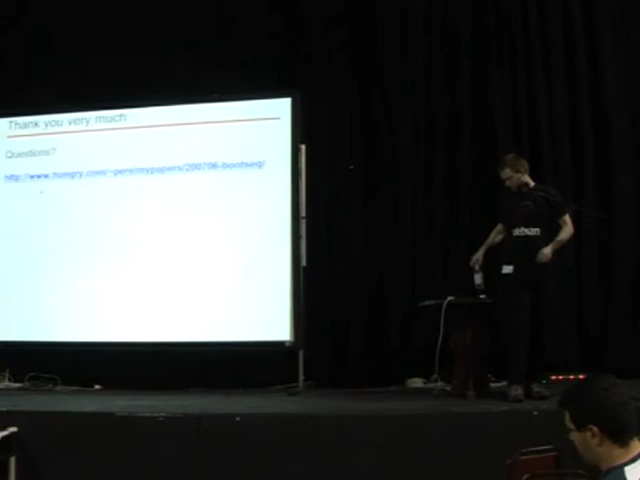 Thank you very much
Questions?
http://www.hungry.com/~pere/mypapers/200706-bootseq/
debian